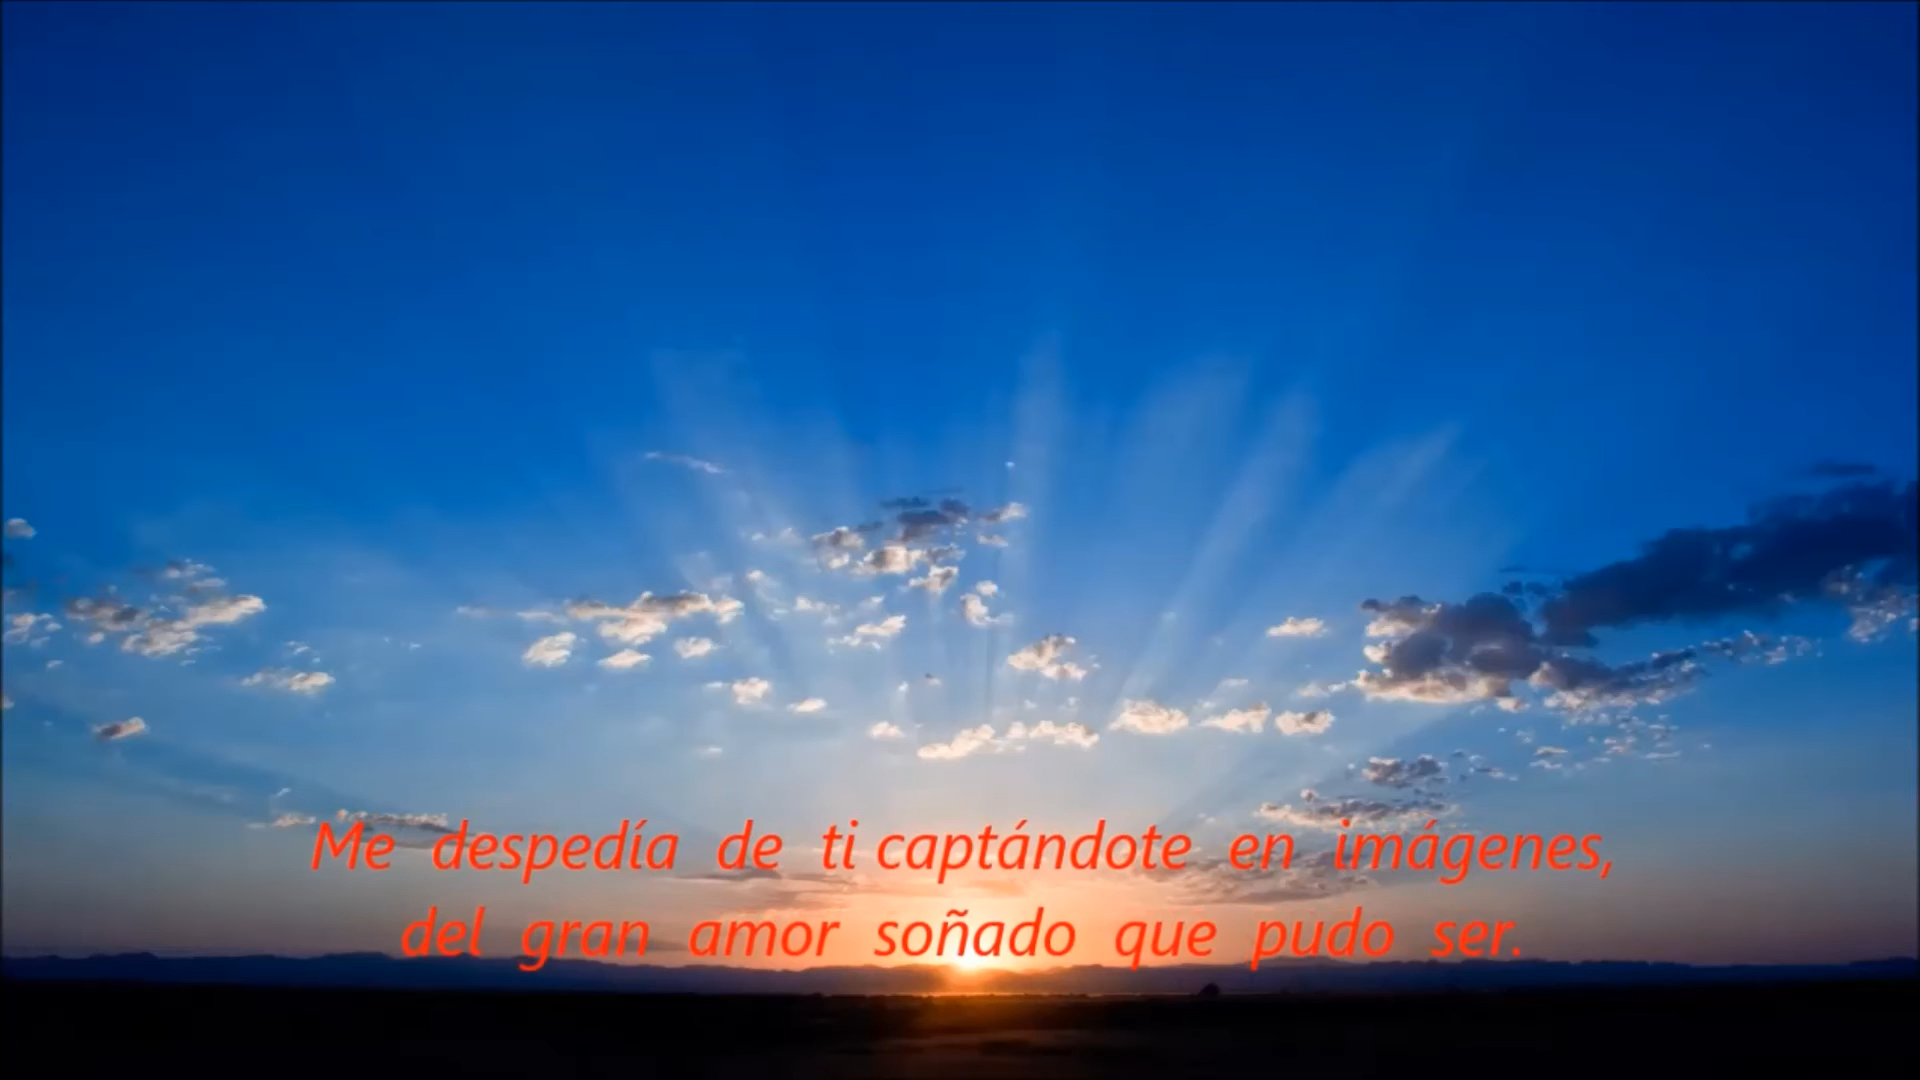 Me despedía de ti captándote en imágenes,
del gran amor soñado que pudo ser.